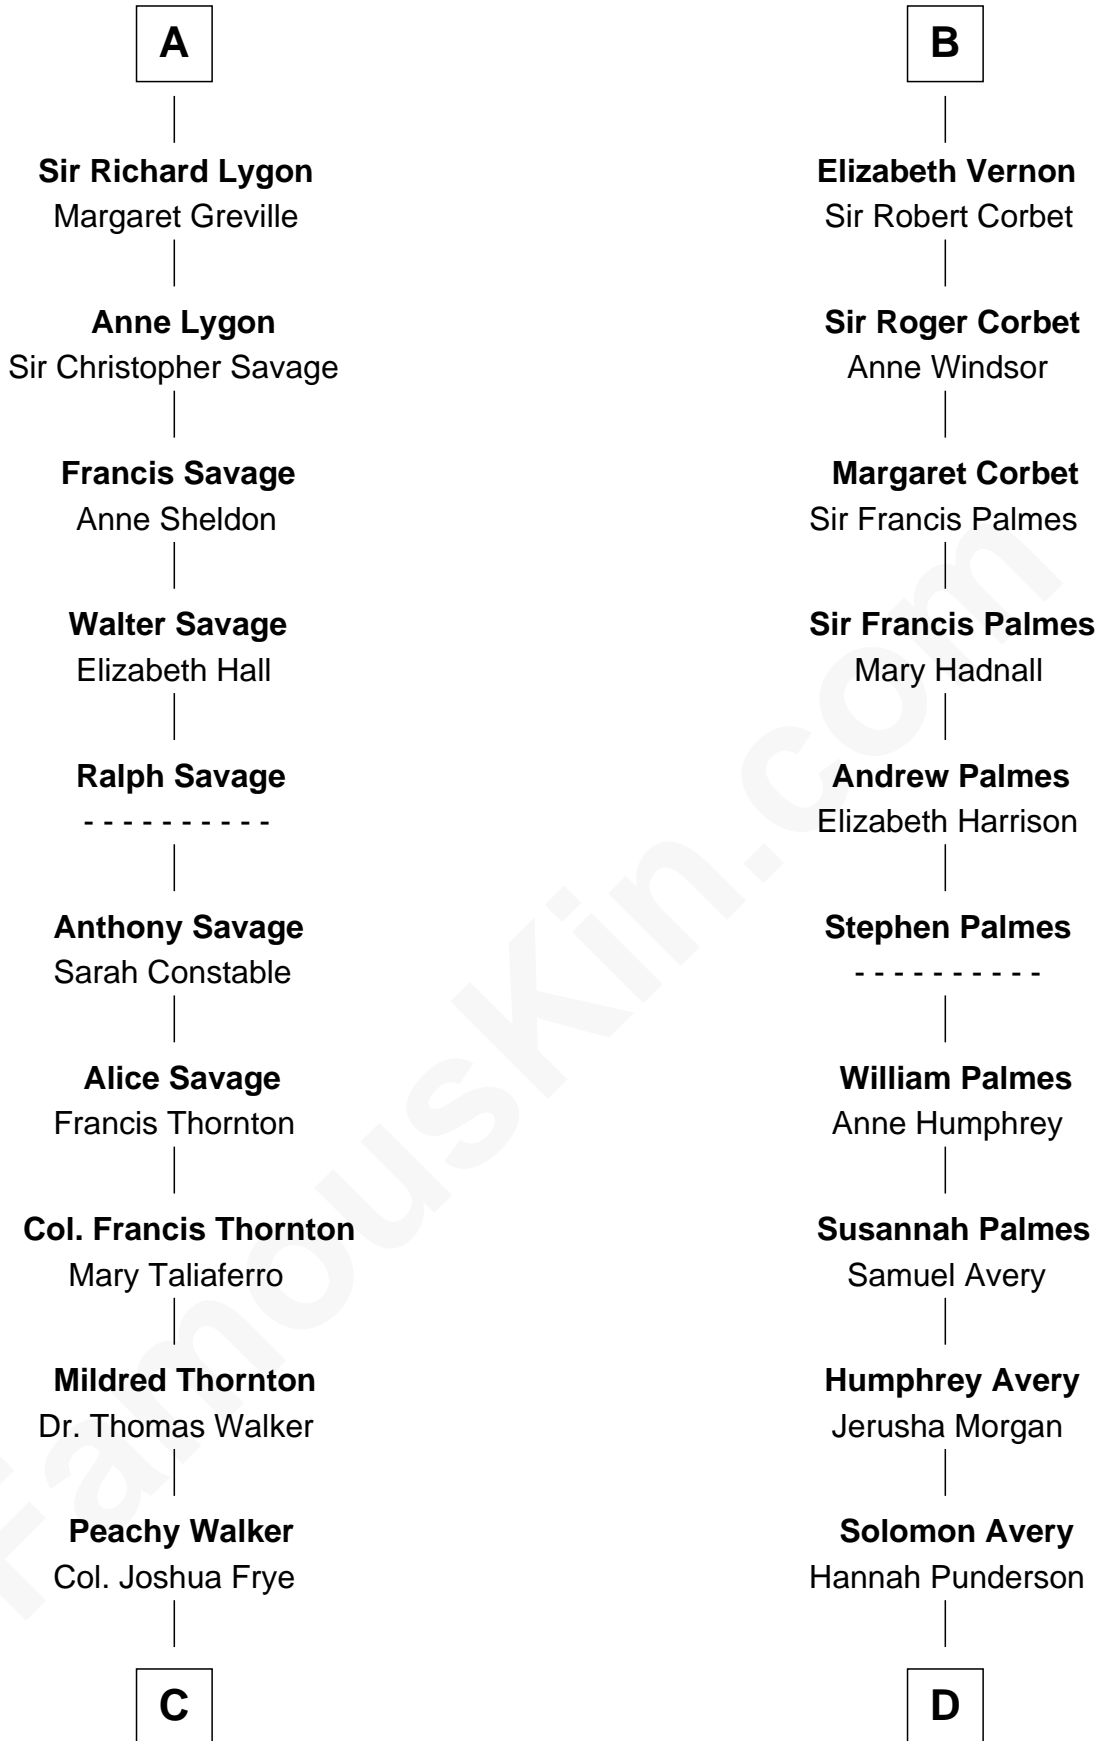 A
Sir Richard Lygon
Margaret Greville
Anne Lygon
Sir Christopher Savage
Francis Savage
Anne Sheldon
Walter Savage
Elizabeth Hall
Ralph Savage
- - - - - - - - - -
Anthony Savage
Sarah Constable
Alice Savage
Francis Thornton
Col. Francis Thornton
Mary Taliaferro
Mildred Thornton
Dr. Thomas Walker
Peachy Walker
Col. Joshua Frye
C
B
Elizabeth Vernon
Sir Robert Corbet
Sir Roger Corbet
Anne Windsor
Margaret Corbet
Sir Francis Palmes
Sir Francis Palmes
Mary Hadnall
Andrew Palmes
Elizabeth Harrison
Stephen Palmes
- - - - - - - - - -
William Palmes
Anne Humphrey
Susannah Palmes
Samuel Avery
Humphrey Avery
Jerusha Morgan
Solomon Avery
Hannah Punderson
D
FamousKin.com